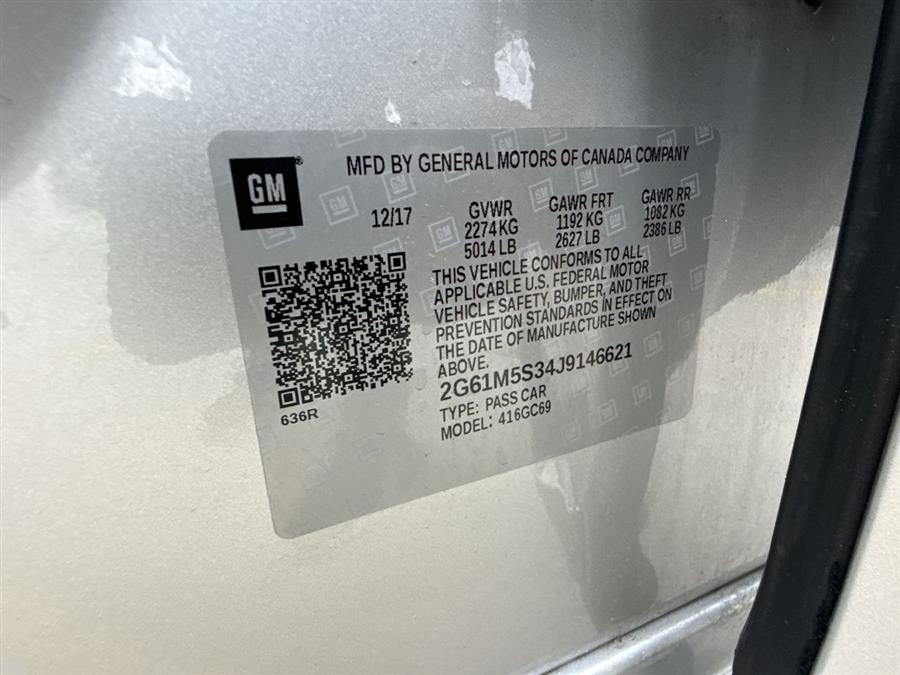 MFD BY GENERAL MOTORS OF CANADA COMPANY
GM
12/17
GVWR
2274 KG
5014 LB
GAWR FRT
1192 KG
2627 LB
GAWR RR
1082 KG
2386 LB
THIS VEHICLE CONFORMS TO ALL
APPLICABLE U.S. FEDERAL MOTOR
VEHICLE SAFETY, BUMPER, AND THEFT
PREVENTION STANDARDS IN EFFECT ON
THE DATE OF MANUFACTURE SHOWN
ABOVE.
2G61M5S34J9146621
TYPE: PASS CAR
MODEL: 416GC69
636R